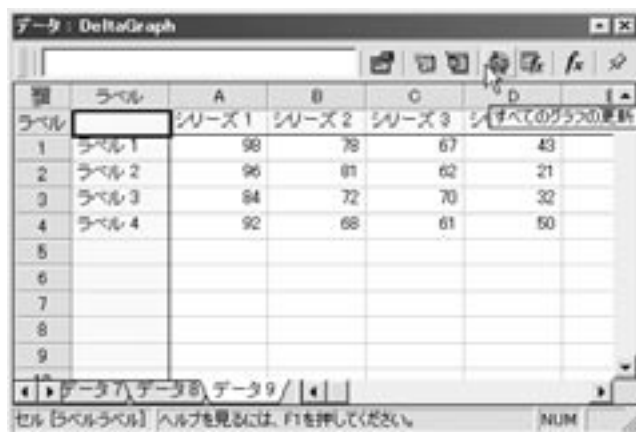 データ : DeltaGraph
fx
ラベル A B C D
ラベル シリーズ 1 シリーズ 2 シリーズ 3
すべてのグラフの更新
1 ラベル 1 98 78 67 43
2 ラベル 2 96 81 62 21
3 ラベル 3 84 72 70 32
4 ラベル 4 92 68 61 50
5
6
7
8
9
データ 7 データ 8 データ 9
セル [ラベルラベル] ヘルプを見るには、F1を押してください。 NUM